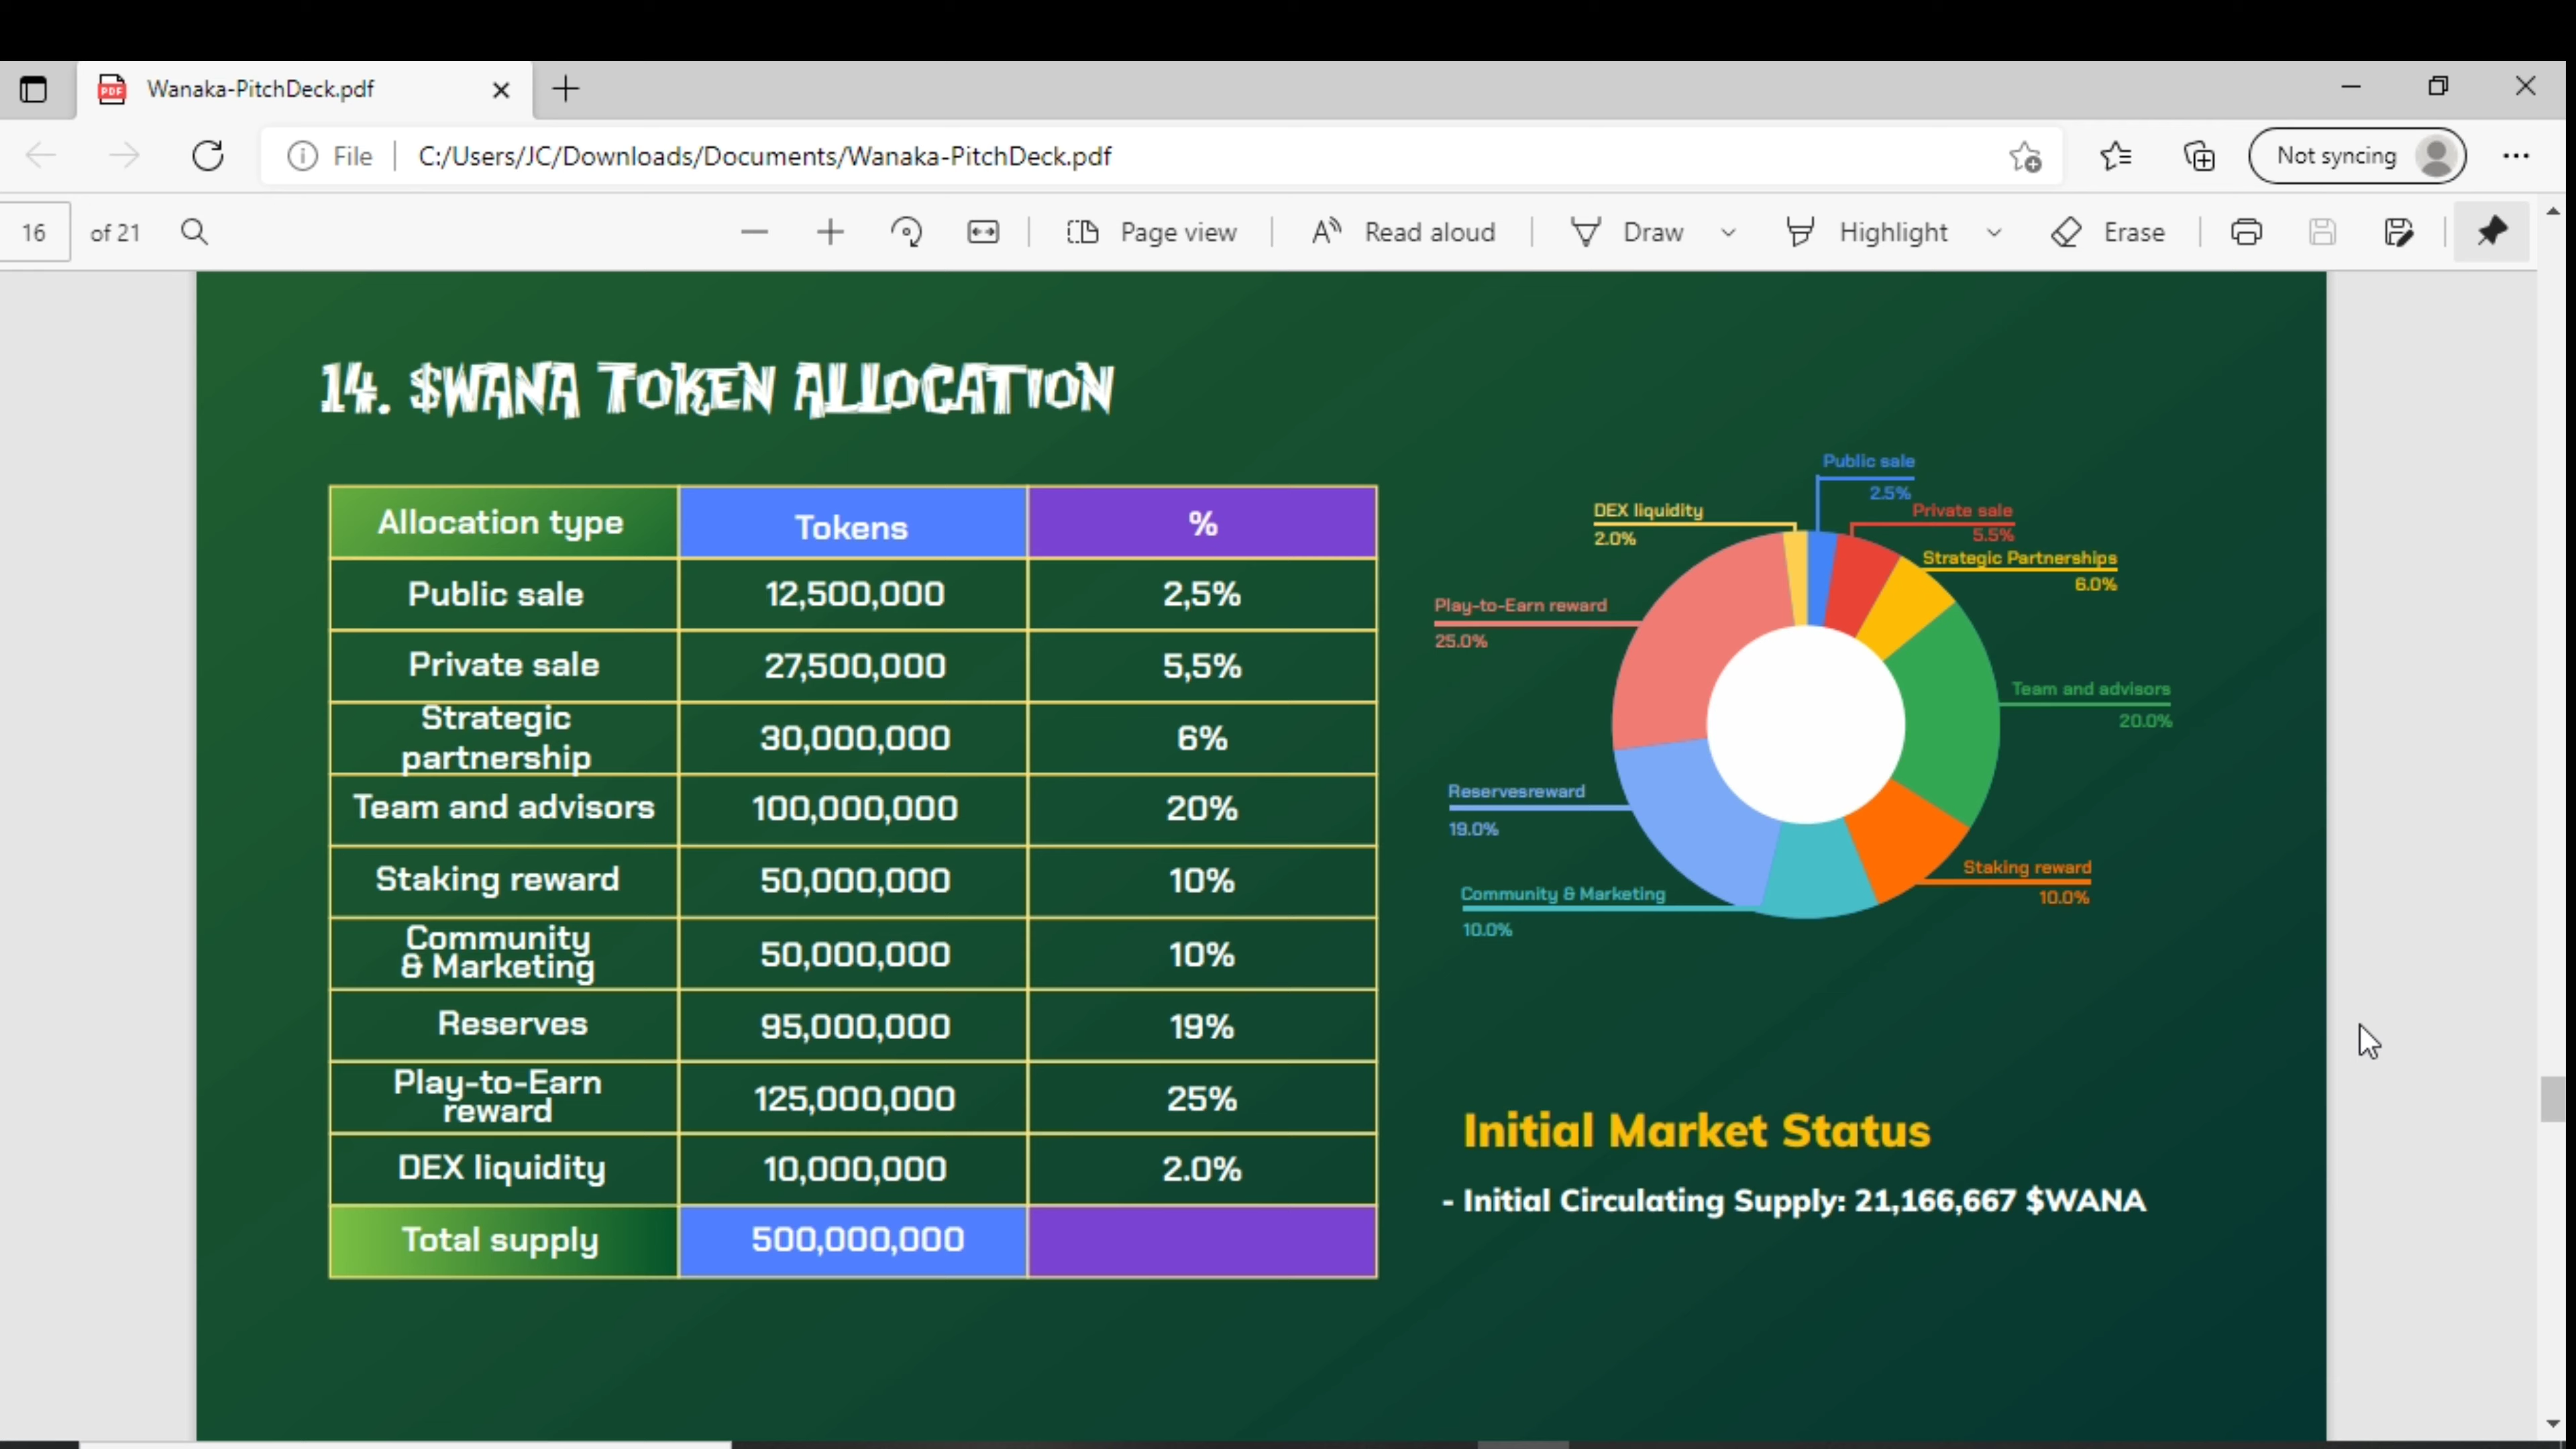 Wanaka-PitchDeck.pdf
File C:/Users/JC/Downloads/Documents/Wanaka-PitchDeck.pdf Not syncing
16 of 21 Page view Read aloud Draw Highlight Erase
14. $WANA TOKEN ALLOCATION
Allocation type Tokens %
Public sale 12,500,000 2,5%
Private sale 27,500,000 5,5%
Strategic
partnership 30,000,000 6%
Team and advisors 100,000,000 20%
Staking reward 50,000,000 10%
Community
& Marketing 50,000,000 10%
Reserves 95,000,000 19%
Play-to-Earn
reward 125,000,000 25%
DEX liquidity 10,000,000 2.0%
Total supply 500,000,000
Public sale
2.5%
Private sale
5.5%
Strategic Partnerships
6.0%
Team and advisors
20.0%
Staking reward
10.0%
Community & Marketing
10.0%
Reservesreward
19.0%
Play-to-Earn reward
25.0%
DEX liquidity
2.0%
Initial Market Status
- Initial Circulating Supply: 21,166,667 $WANA